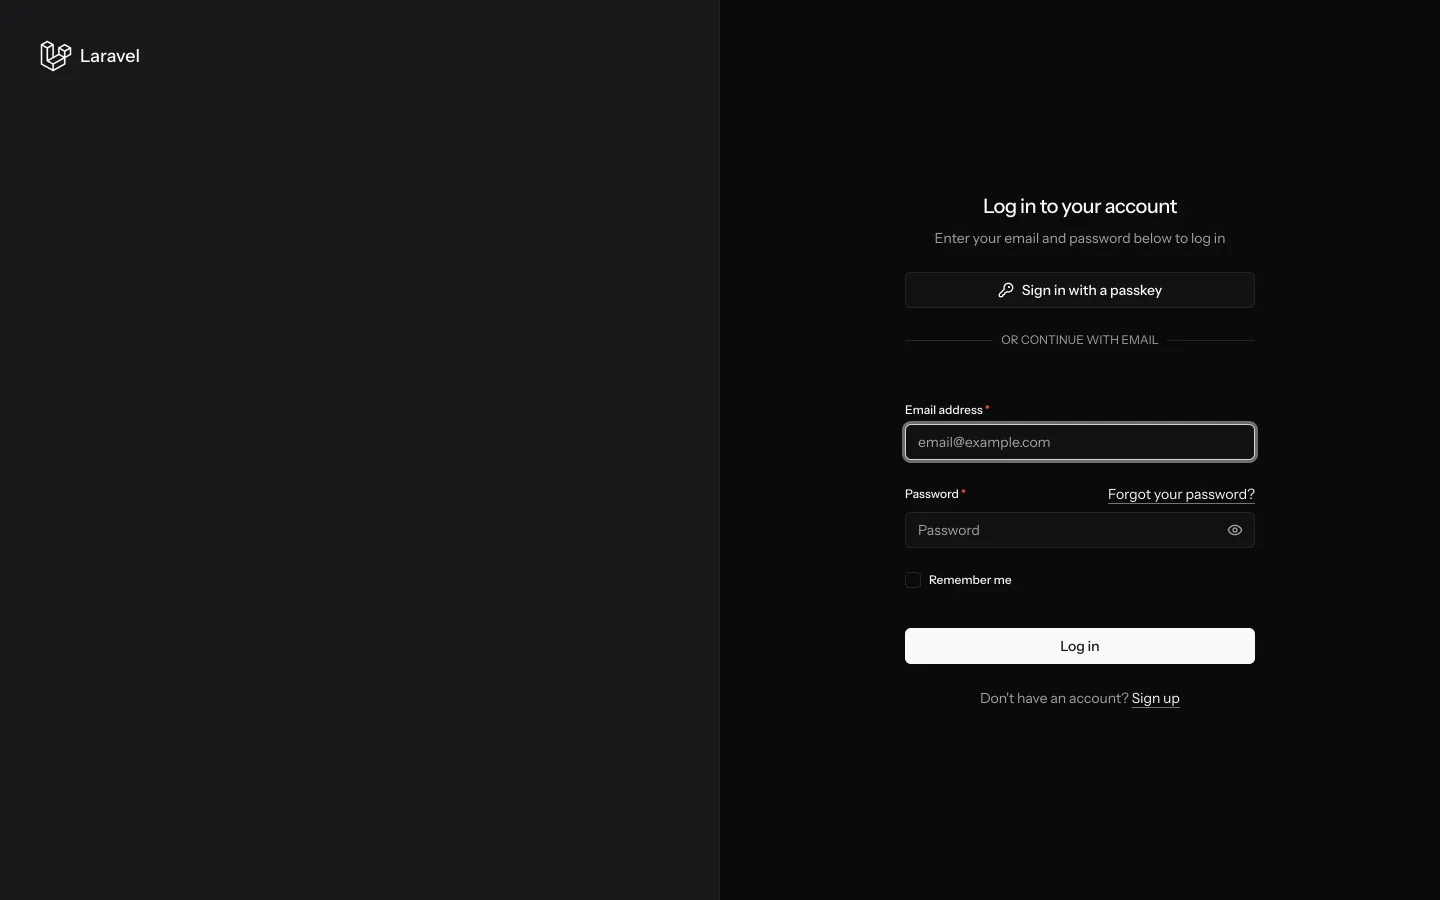 Laravel
Log in to your account
Enter your email and password below to log in
Sign in with a passkey
OR CONTINUE WITH EMAIL
Email address *
email@example.com
Password * Forgot your password?
Password
Remember me
Log in
Don't have an account? Sign up